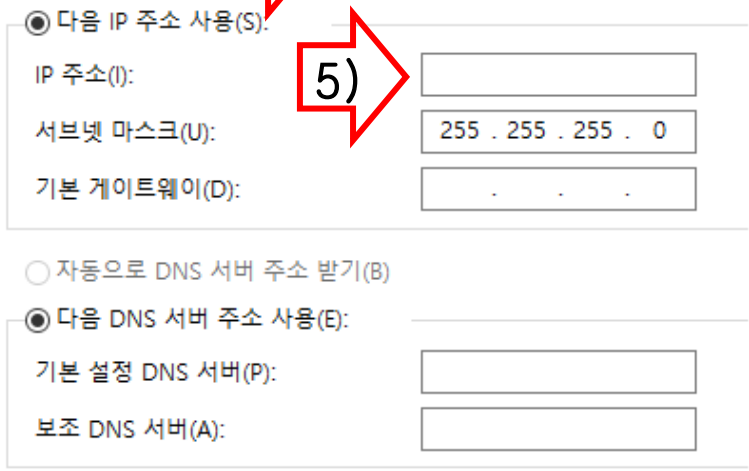 다음 IP 주소 사용(S):
IP 주소(I):
5)
서브넷 마스크(U):
255 . 255 . 255 . 0
기본 게이트웨이(D):
. . .
자동으로 DNS 서버 주소 받기(B)
다음 DNS 서버 주소 사용(E):
기본 설정 DNS 서버(P):
보조 DNS 서버(A):